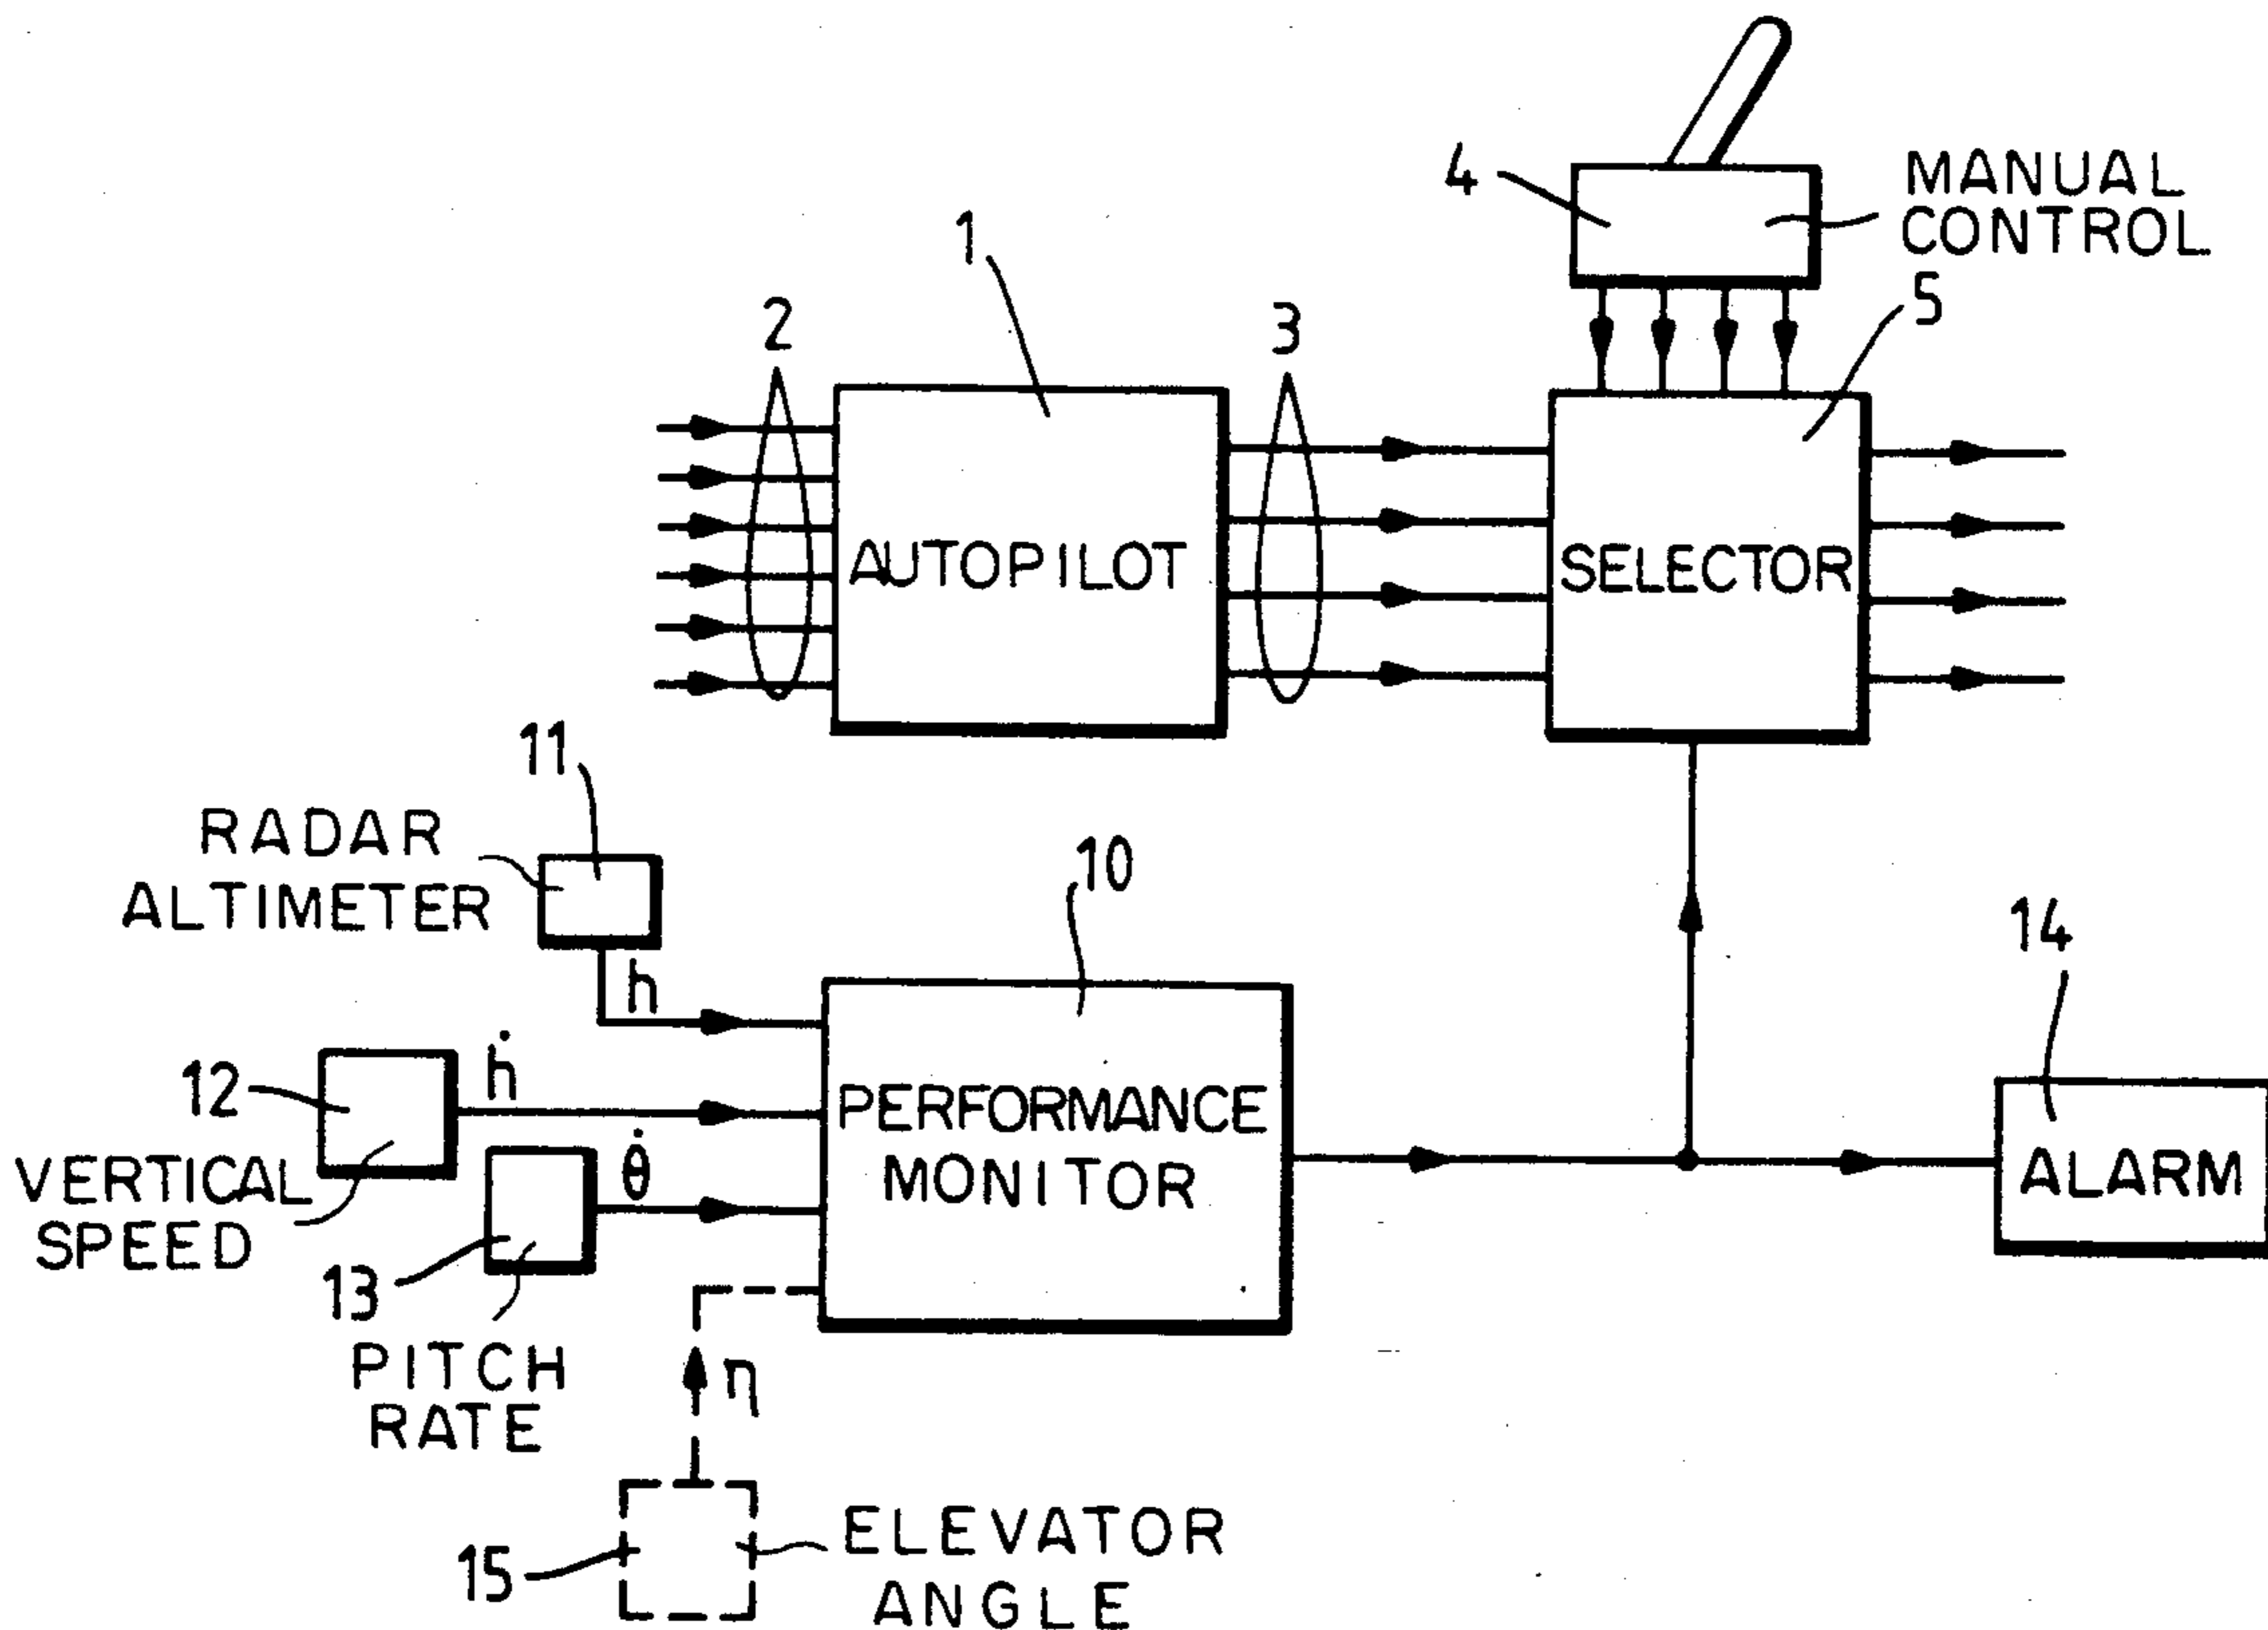 4
MANUAL
CONTROL
1
2
3
5
AUTOPILOT
SELECTOR
11
RADAR
ALTIMETER
h
10
14
12
ḣ
VERTICAL
SPEED
θ̇
13
PITCH
RATE
PERFORMANCE
MONITOR
ALARM
η
15
ELEVATOR
ANGLE